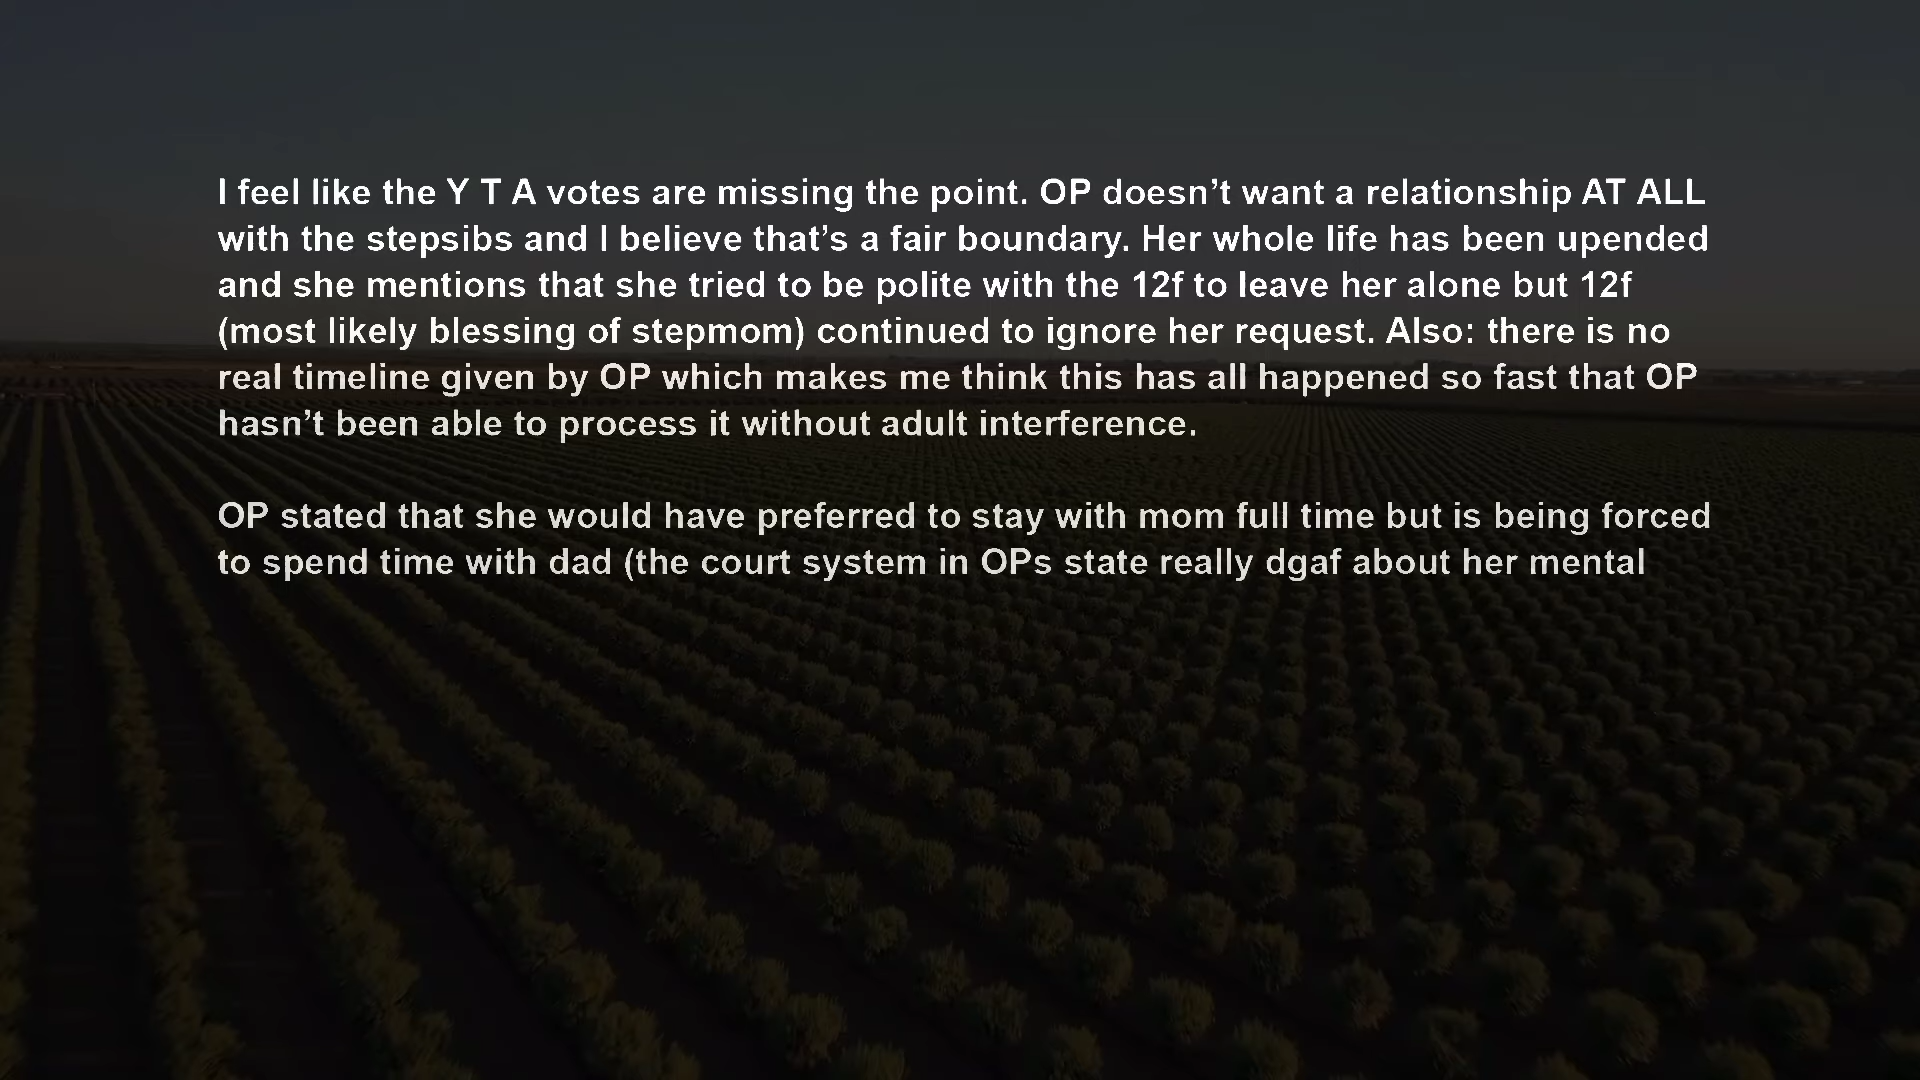 I feel like the Y T A votes are missing the point. OP doesn’t want a relationship AT ALL
with the stepsibs and I believe that’s a fair boundary. Her whole life has been upended
and she mentions that she tried to be polite with the 12f to leave her alone but 12f
(most likely blessing of stepmom) continued to ignore her request. Also: there is no
real timeline given by OP which makes me think this has all happened so fast that OP
hasn’t been able to process it without adult interference.
OP stated that she would have preferred to stay with mom full time but is being forced
to spend time with dad (the court system in OPs state really dgaf about her mental